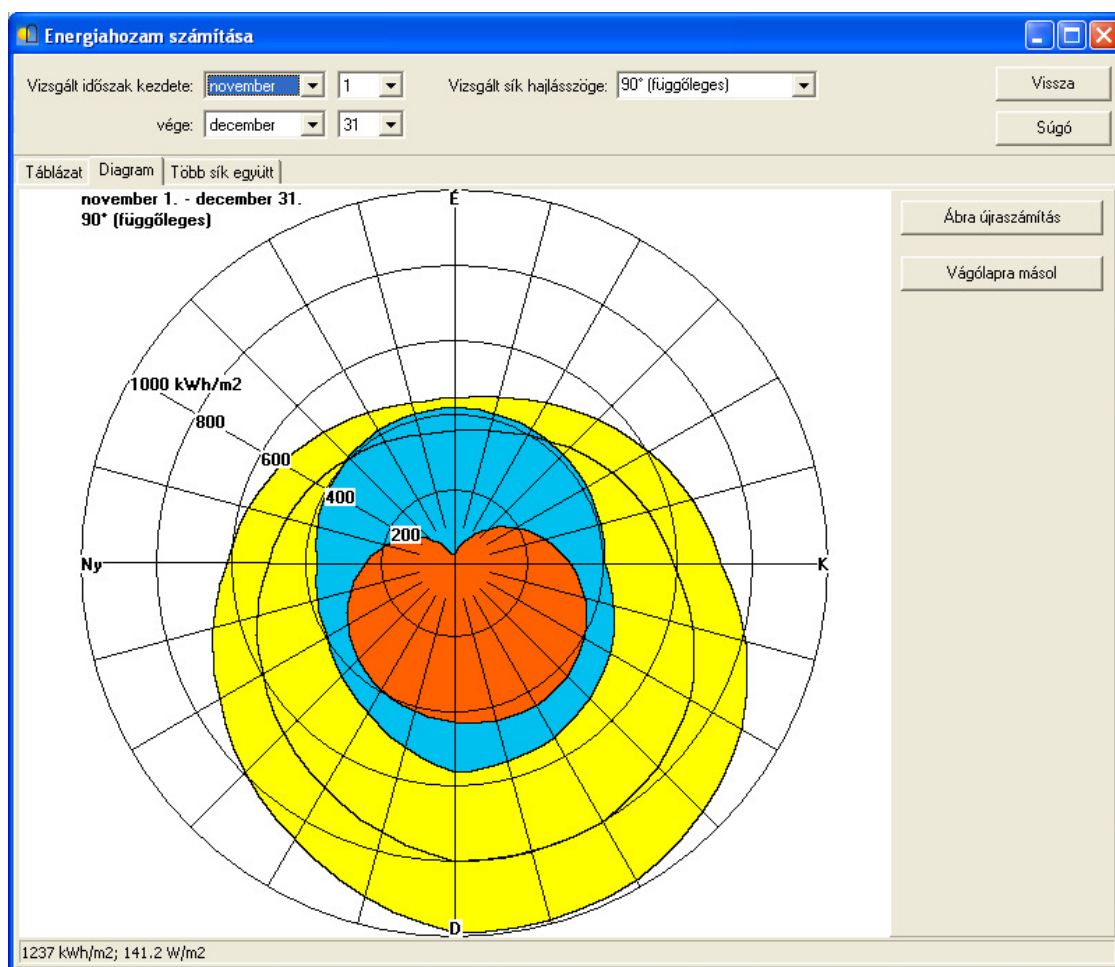 Energiahozam számítása
Vizsgált időszak kezdete: november 1 Vizsgált sík hajlásszöge: 90° (függőleges) Vissza
vége: december 31 Súgó
Táblázat Diagram Több sík együtt
november 1. - december 31.
90° (függőleges)
É
Ábra újraszámítás
Vágólapra másol
1000 kWh/m2
800
600
400
200
Ny
K
D
1237 kWh/m2; 141.2 W/m2